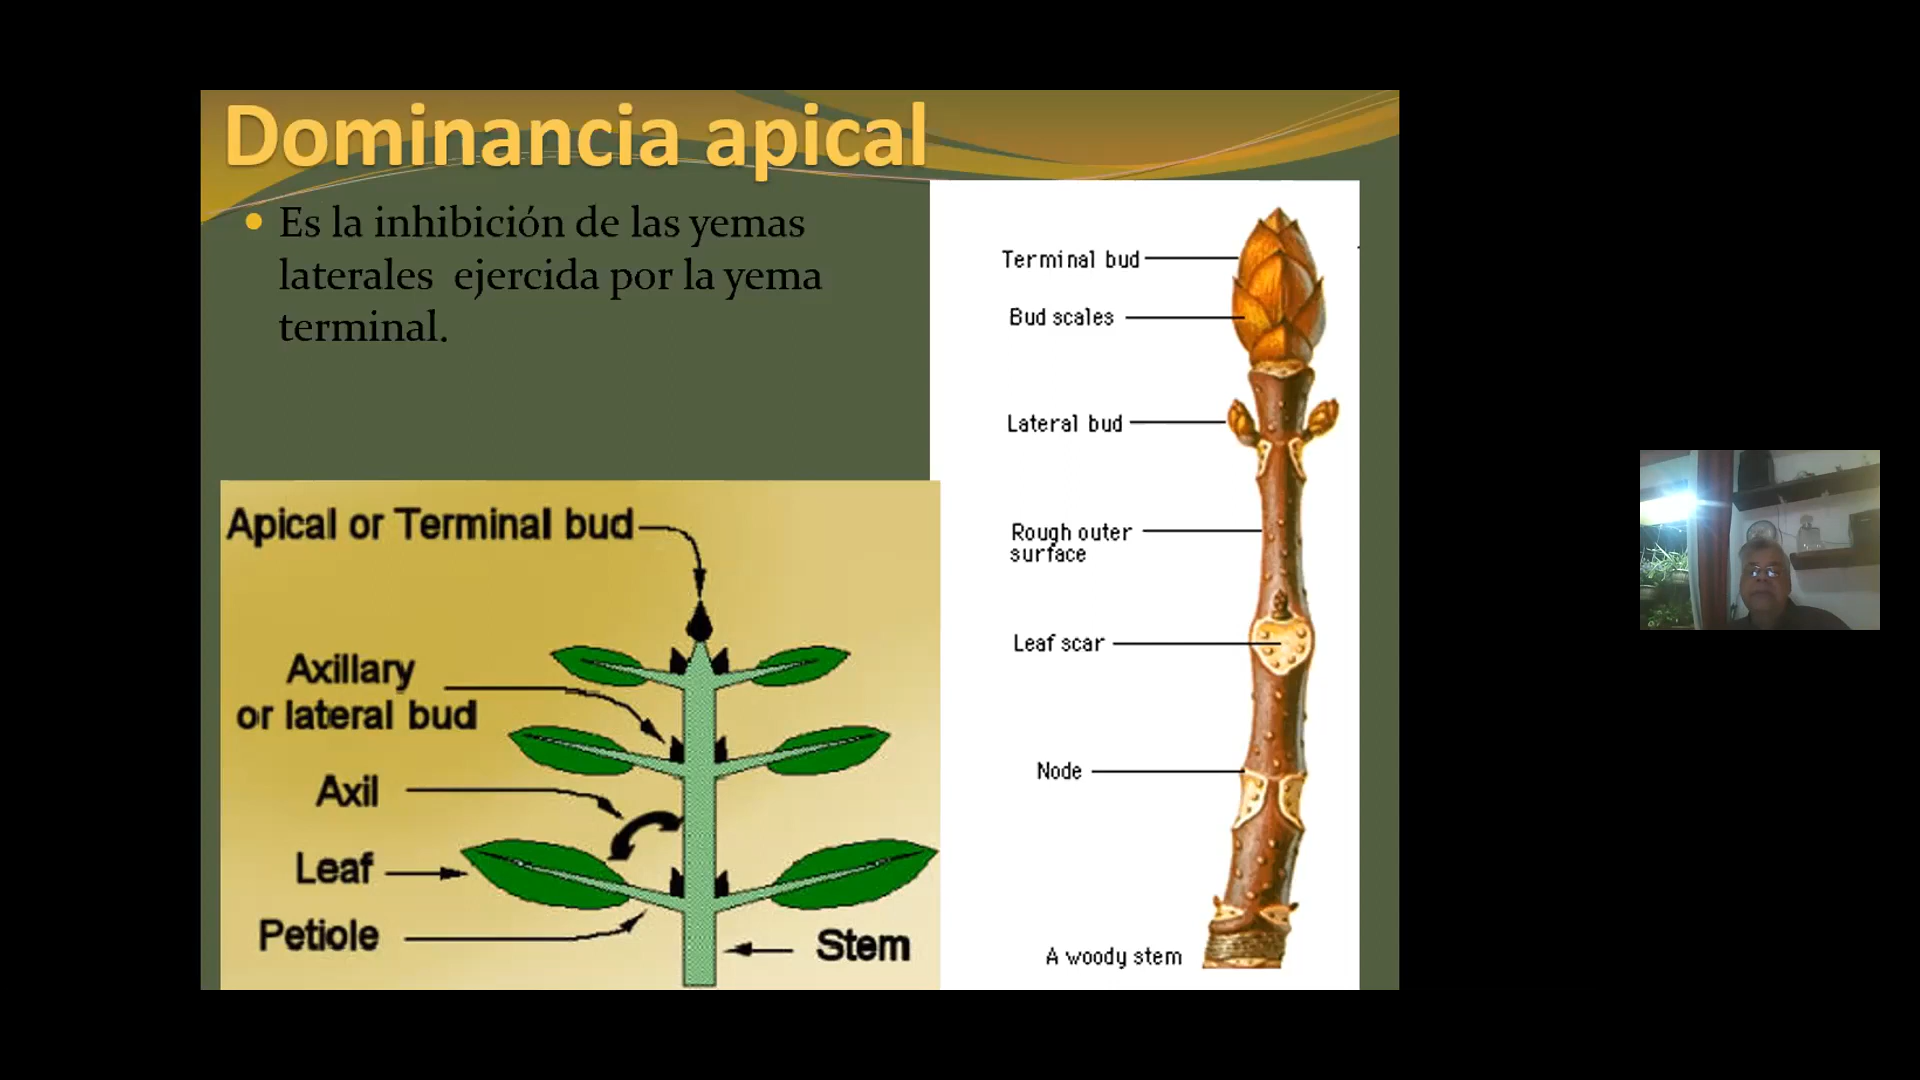 Dominancia apical
• Es la inhibición de las yemas
laterales ejercida por la yema
terminal.
Terminal bud
Bud scales
Lateral bud
Rough outer
surface
Leaf scar
Node
A woody stem
Apical or Terminal bud
Axillary
or lateral bud
Axil
Leaf
Petiole
Stem